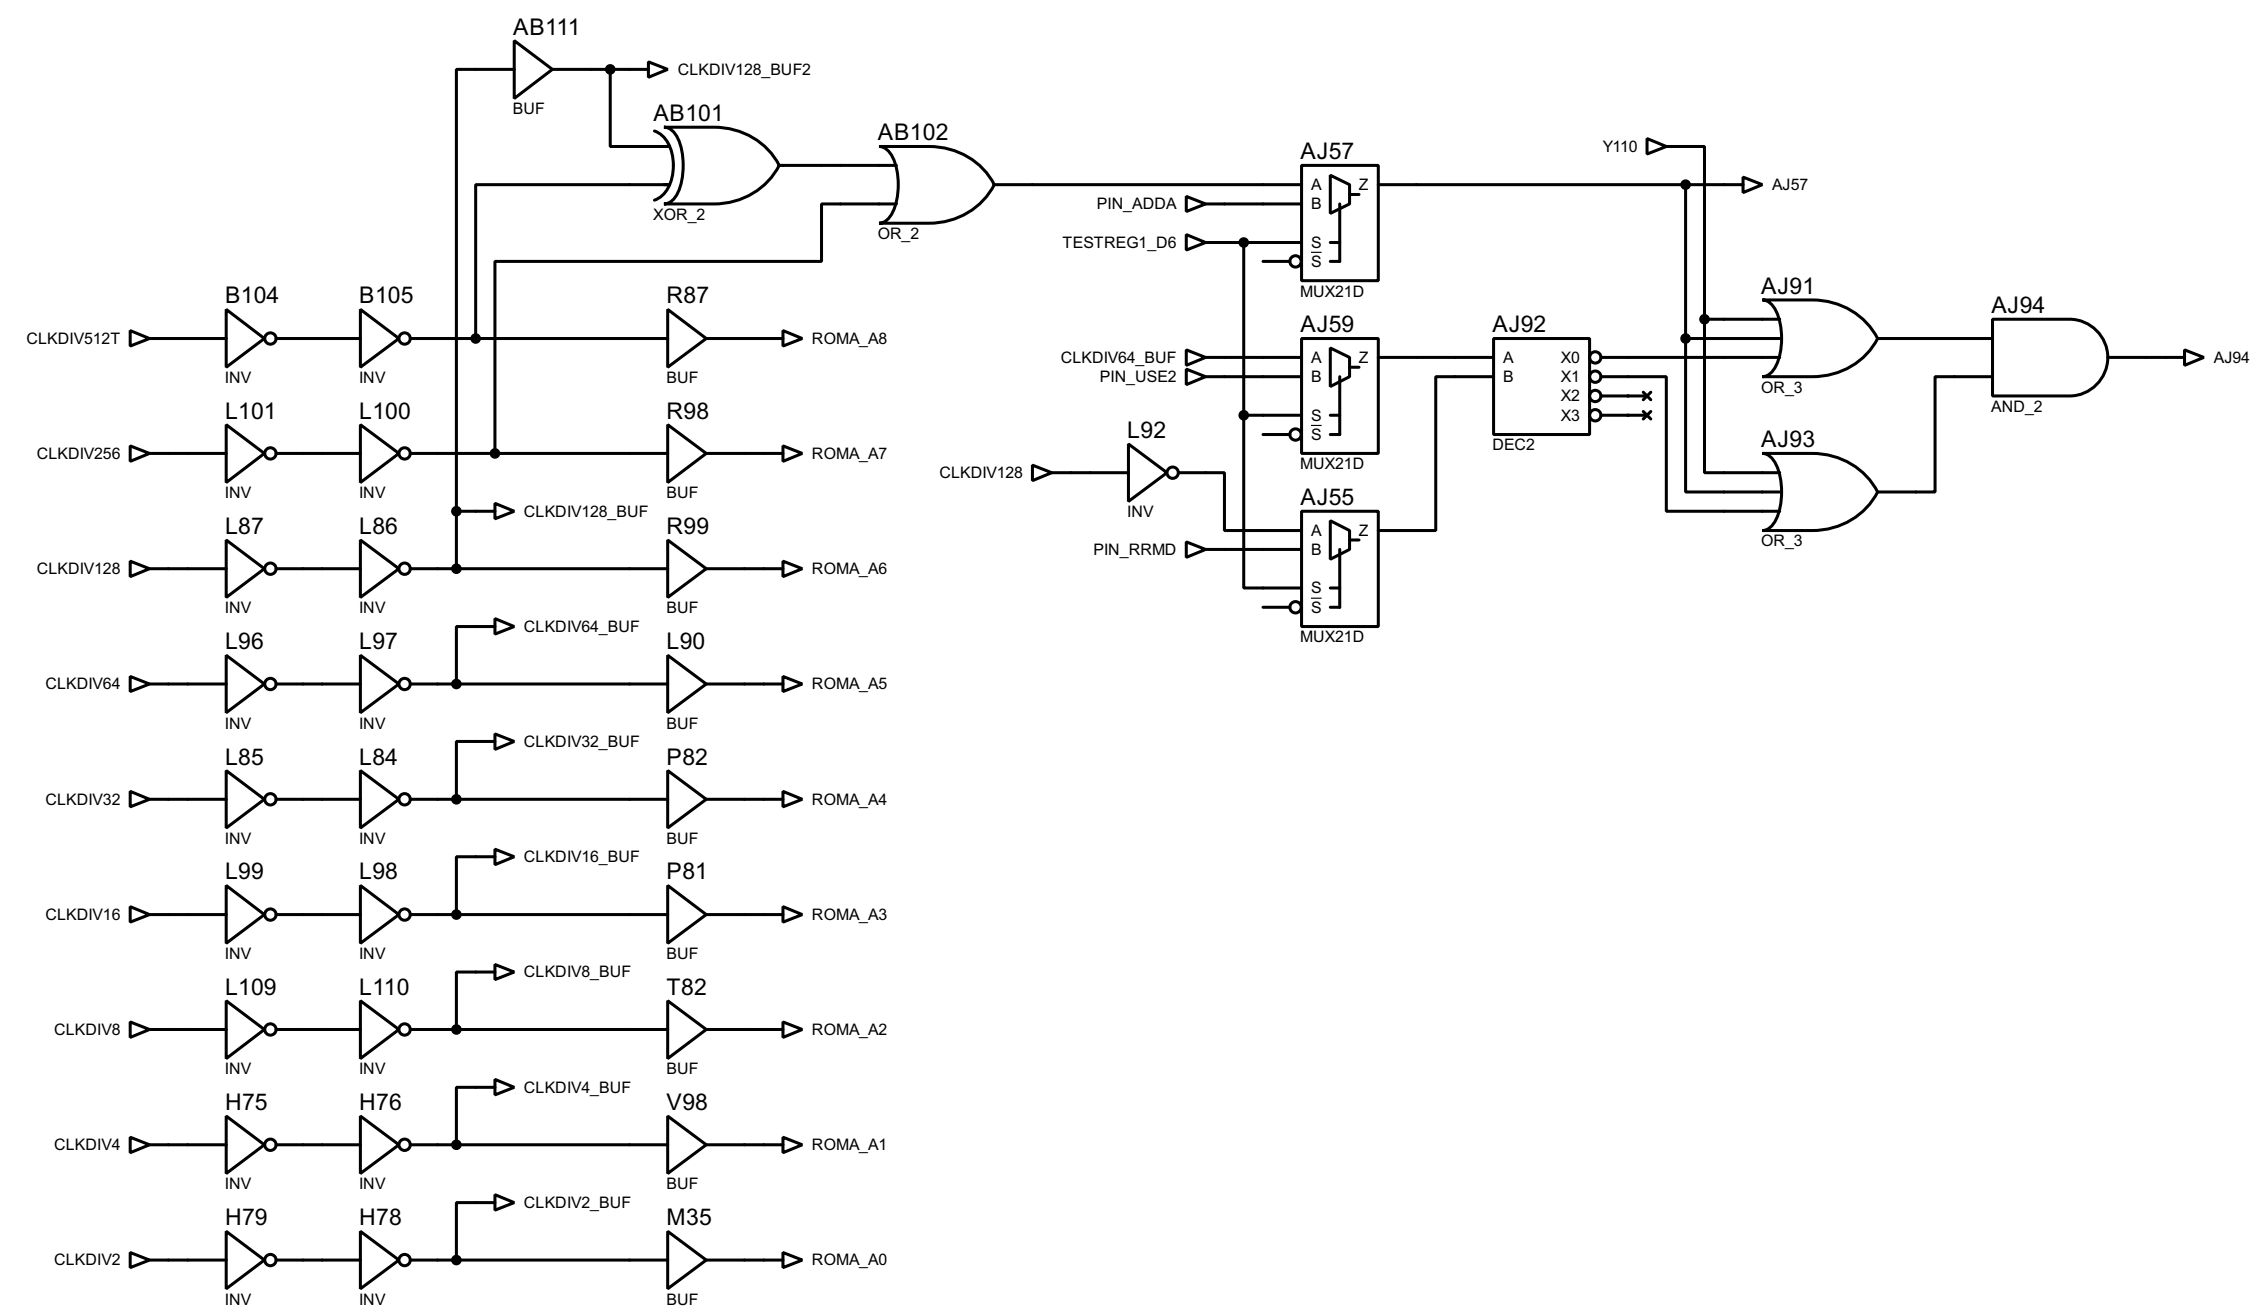 AB111
CLKDIV128_BUF2
BUF
AB101
XOR_2
AB102
OR_2
AJ57
A
B
S
S
Z
MUX21D
PIN_ADDA
TESTREG1_D6
Y110
AJ57
B104
INV
B105
INV
R87
BUF
CLKDIV512T
ROMA_A8
AJ59
A
B
S
S
Z
MUX21D
CLKDIV64_BUF
PIN_USE2
AJ92
A
B
X0
X1
X2
X3
DEC2
AJ91
OR_3
AJ94
AND_2
AJ94
AJ93
OR_3
L101
INV
L100
INV
R98
BUF
CLKDIV256
ROMA_A7
CLKDIV128
L92
INV
CLKDIV128_BUF
AJ55
A
B
S
S
Z
MUX21D
PIN_RRMD
L87
INV
L86
INV
R99
BUF
CLKDIV128
ROMA_A6
CLKDIV64_BUF
L96
INV
L97
INV
L90
BUF
CLKDIV64
ROMA_A5
CLKDIV32_BUF
L85
INV
L84
INV
P82
BUF
CLKDIV32
ROMA_A4
CLKDIV16_BUF
L99
INV
L98
INV
P81
BUF
CLKDIV16
ROMA_A3
CLKDIV8_BUF
L109
INV
L110
INV
T82
BUF
CLKDIV8
ROMA_A2
CLKDIV4_BUF
H75
INV
H76
INV
V98
BUF
CLKDIV4
ROMA_A1
CLKDIV2_BUF
H79
INV
H78
INV
M35
BUF
CLKDIV2
ROMA_A0